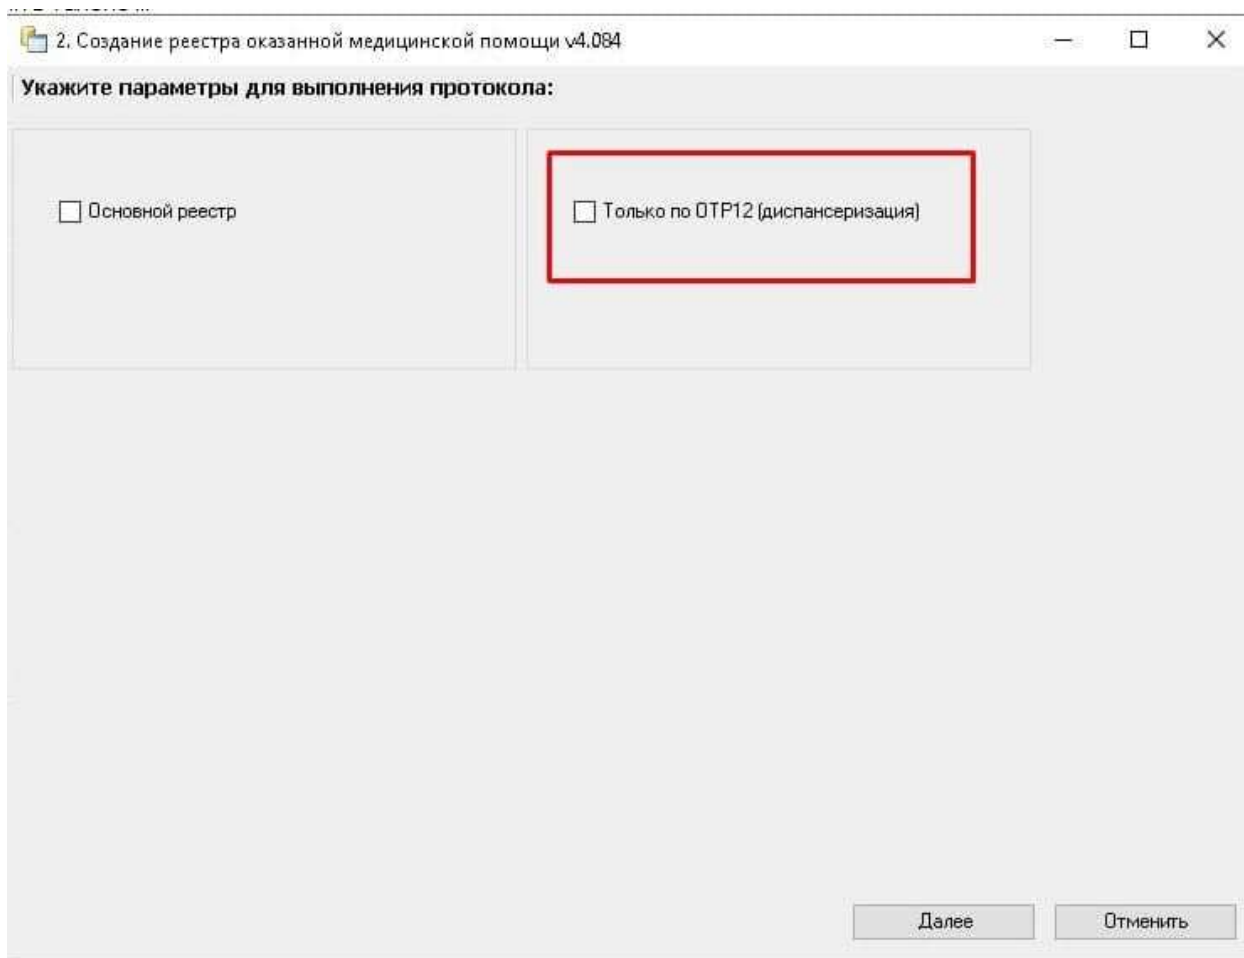 2. Создание реестра оказанной медицинской помощи v4.084
Укажите параметры для выполнения протокола:
Основной реестр
Только по ОТР12 (диспансеризация)
Далее
Отменить